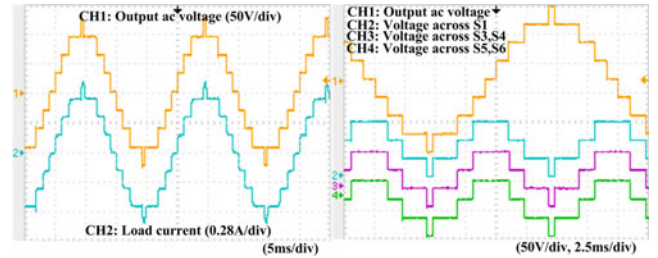 CH1: Output ac voltage (50V/div)
1
2
CH2: Load current (0.28A/div)
(5ms/div)
CH1: Output ac voltage
CH2: Voltage across S1
CH3: Voltage across S3,S4
CH4: Voltage across S5,S6
1
2
3
4
(50V/div, 2.5ms/div)